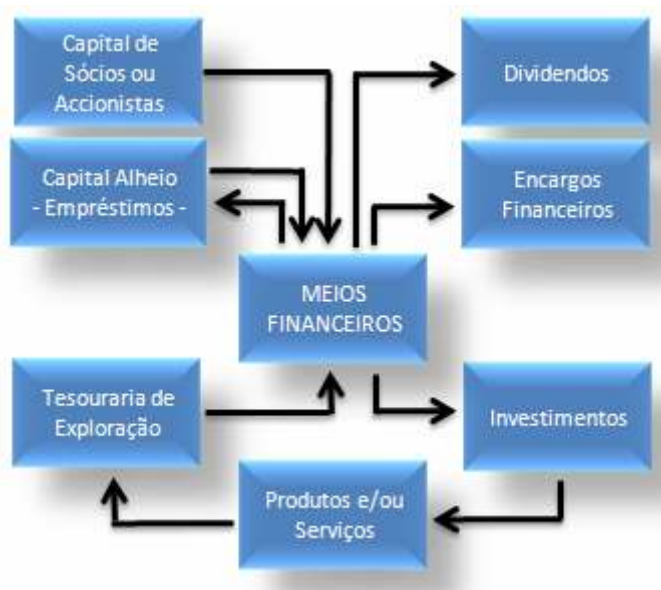 Capital de
Sócios ou
Accionistas
Dividendos
Capital Alheio
- Empréstimos -
Encargos
Financeiros
MEIOS
FINANCEIROS
Tesouraria de
Exploração
Investimentos
Produtos e/ou
Serviços